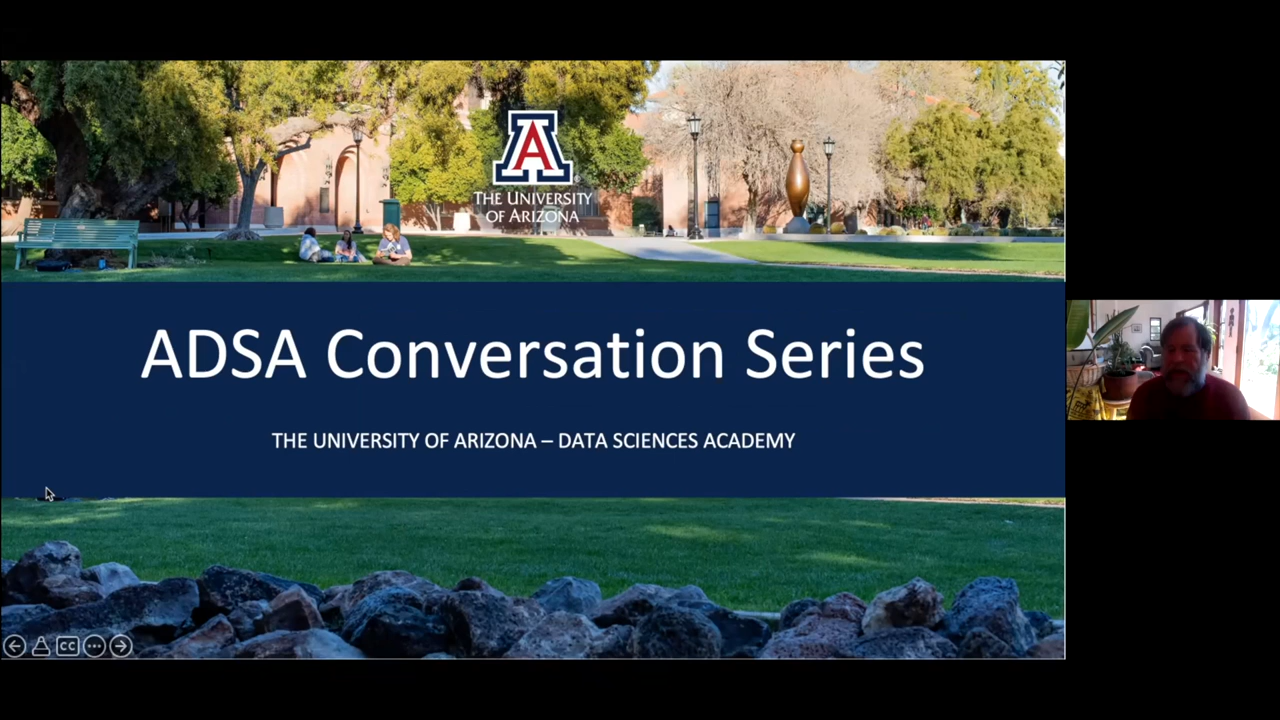 A
THE UNIVERSITY
OF ARIZONA
ADSA Conversation Series
THE UNIVERSITY OF ARIZONA – DATA SCIENCES ACADEMY
CC